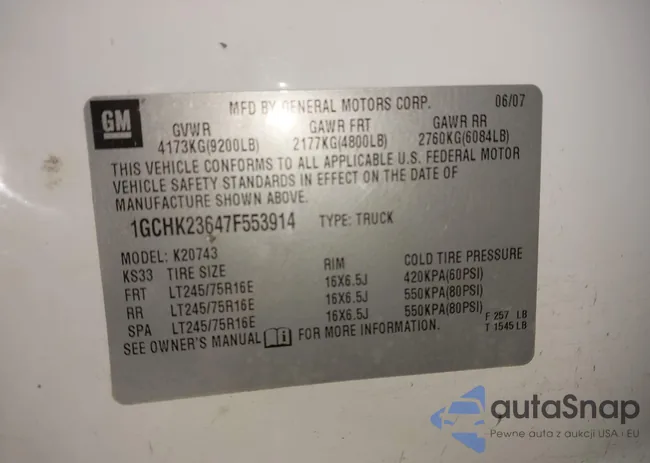 GM
MFD BY GENERAL MOTORS CORP. 06/07
GVWR GAWR FRT GAWR RR
4173KG(9200LB) 2177KG(4800LB) 2760KG(6084LB)
THIS VEHICLE CONFORMS TO ALL APPLICABLE U.S. FEDERAL MOTOR
VEHICLE SAFETY STANDARDS IN EFFECT ON THE DATE OF
MANUFACTURE SHOWN ABOVE.
1GCHK23647F553914 TYPE: TRUCK
MODEL: K20743
KS33 TIRE SIZE RIM COLD TIRE PRESSURE
FRT LT245/75R16E 16X6.5J 420KPA(60PSI)
RR LT245/75R16E 16X6.5J 550KPA(80PSI)
SPA LT245/75R16E 16X6.5J 550KPA(80PSI)
SEE OWNER'S MANUAL FOR MORE INFORMATION.
F 257 LB
T 1545 LB
autaSnap
Pewne auta z aukcji USA i EU